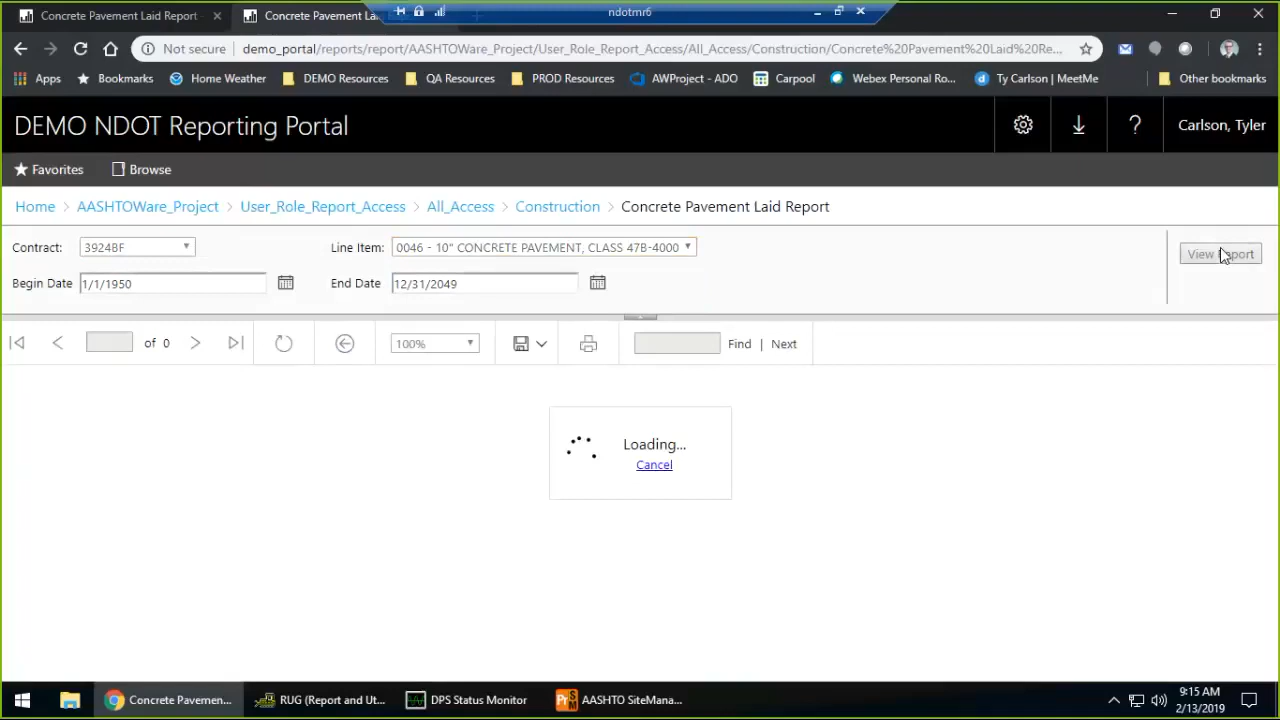 Concrete Pavement Laid Report
Concrete Pavement La
ndotmr6
Not secure | demo_portal/reports/report/AASHTOWare_Project/User_Role_Report_Access/All_Access/Construction/Concrete%20Pavement%20Laid%20Re...
Apps Bookmarks Home Weather DEMO Resources QA Resources PROD Resources AWProject - ADO Carpool Webex Personal Ro... Ty Carlson | MeetMe Other bookmarks
DEMO NDOT Reporting Portal
? Carlson, Tyler
Favorites Browse
Home > AASHTOWare_Project > User_Role_Report_Access > All_Access > Construction > Concrete Pavement Laid Report
Contract: 3924BF Line Item: 0046 - 10" CONCRETE PAVEMENT, CLASS 47B-4000
View Report
Begin Date 1/1/1950 End Date 12/31/2049
of 0 100% Find | Next
Loading...
Cancel
Concrete Pavemen... RUG (Report and Ut... DPS Status Monitor AASHTO SiteMana...
9:15 AM
2/13/2019